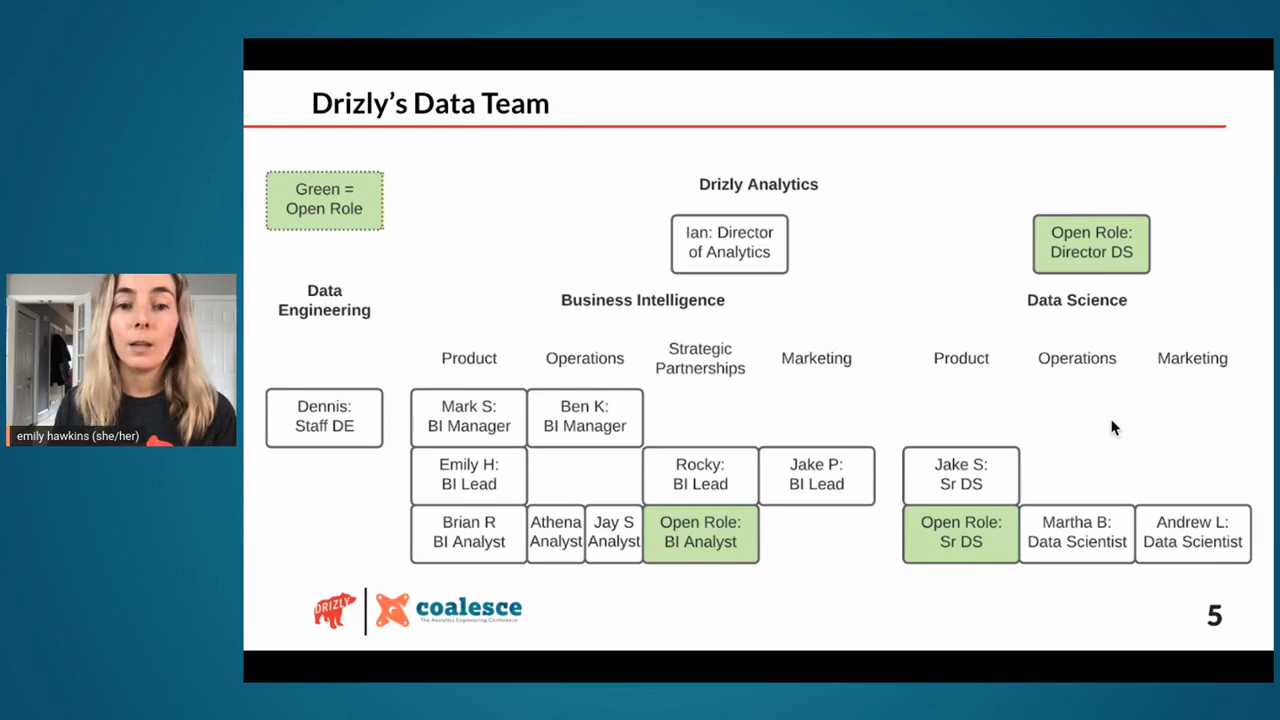 Drizly's Data Team
Green =
Open Role
Drizly Analytics
Ian: Director
of Analytics
Open Role:
Director DS
Data
Engineering
Business Intelligence
Data Science
Product
Operations
Strategic
Partnerships
Marketing
Product
Operations
Marketing
Dennis:
Staff DE
Mark S:
BI Manager
Ben K:
BI Manager
Emily H:
BI Lead
Rocky:
BI Lead
Jake P:
BI Lead
Jake S:
Sr DS
Brian R
BI Analyst
Athena
Analyst
Jay S
Analyst
Open Role:
BI Analyst
Open Role:
Sr DS
Martha B:
Data Scientist
Andrew L:
Data Scientist
emily hawkins (she/her)
DRIZLY
coalesce
The Analytics Engineering Conference
5